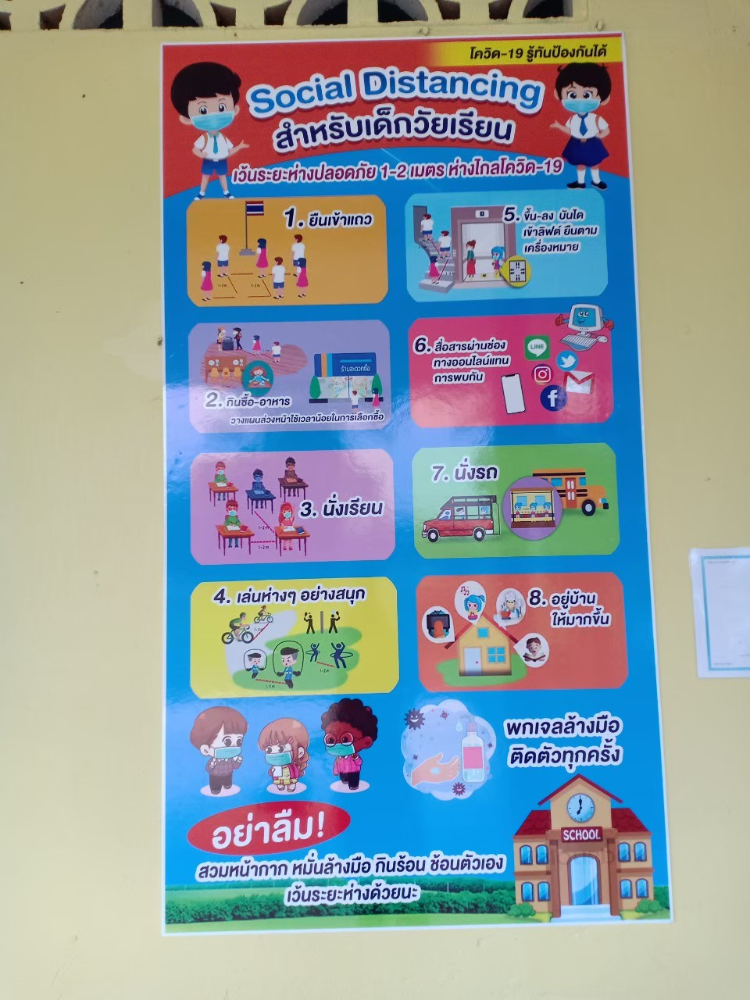 โควิด-19 รู้ทันป้องกันได้
Social Distancing
สำหรับเด็กวัยเรียน
เว้นระยะห่างปลอดภัย 1-2 เมตร ห่างไกลโควิด-19
1. ยืนเข้าแถว
1-2m
1-2m
2. กินซื้อ-อาหาร
วางแผนล่วงหน้าใช้เวลาน้อยในการเลือกซื้อ
ร้านสะดวกซื้อ
3. นั่งเรียน
1-2m
1-2m
4. เล่นห่างๆ อย่างสนุก
1-2m
1-2m
1-2m
5. ขึ้น-ลง บันได
เข้าลิฟต์ ยืนตาม
เครื่องหมาย
6. สื่อสารผ่านช่อง
ทางออนไลน์แทน
การพบกัน
LINE
7. นั่งรถ
8. อยู่บ้าน
ให้มากขึ้น
พกเจลล้างมือ
ติดตัวทุกครั้ง
อย่าลืม!
สวมหน้ากาก หมั่นล้างมือ กินร้อน ช้อนตัวเอง
เว้นระยะห่างด้วยนะ
SCHOOL